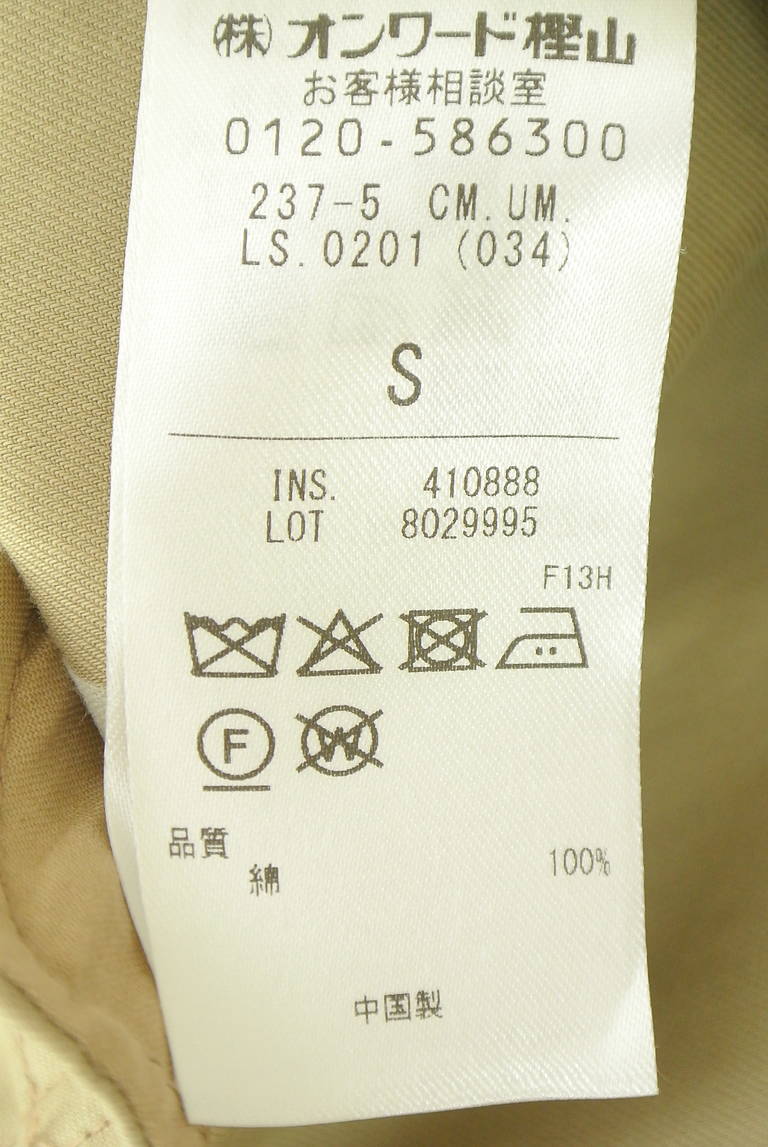 (株)オンワード樫山
お客様相談室
0120-586300
237-5 CM.UM.
LS.0201 (034)
S
INS. 410888
LOT 8029995
F13H
F W
品質
綿 100%
中国製